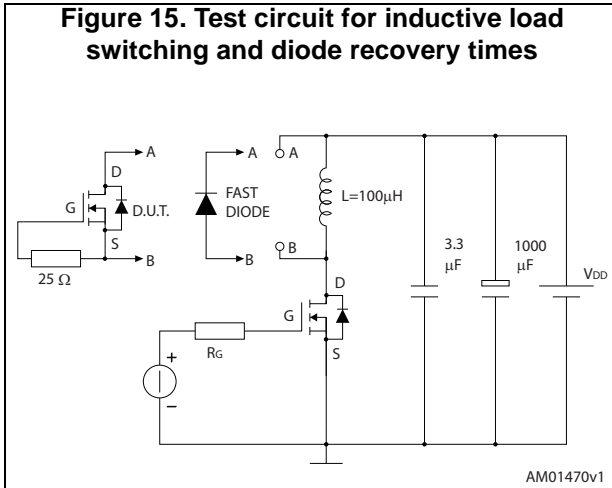 Figure 15. Test circuit for inductive load
switching and diode recovery times
A
D
G
D.U.T.
S
B
25 Ω
A
FAST
DIODE
B
A
L=100µH
B
D
G
S
RG
+
−
3.3
µF
1000
µF
VDD
AM01470v1